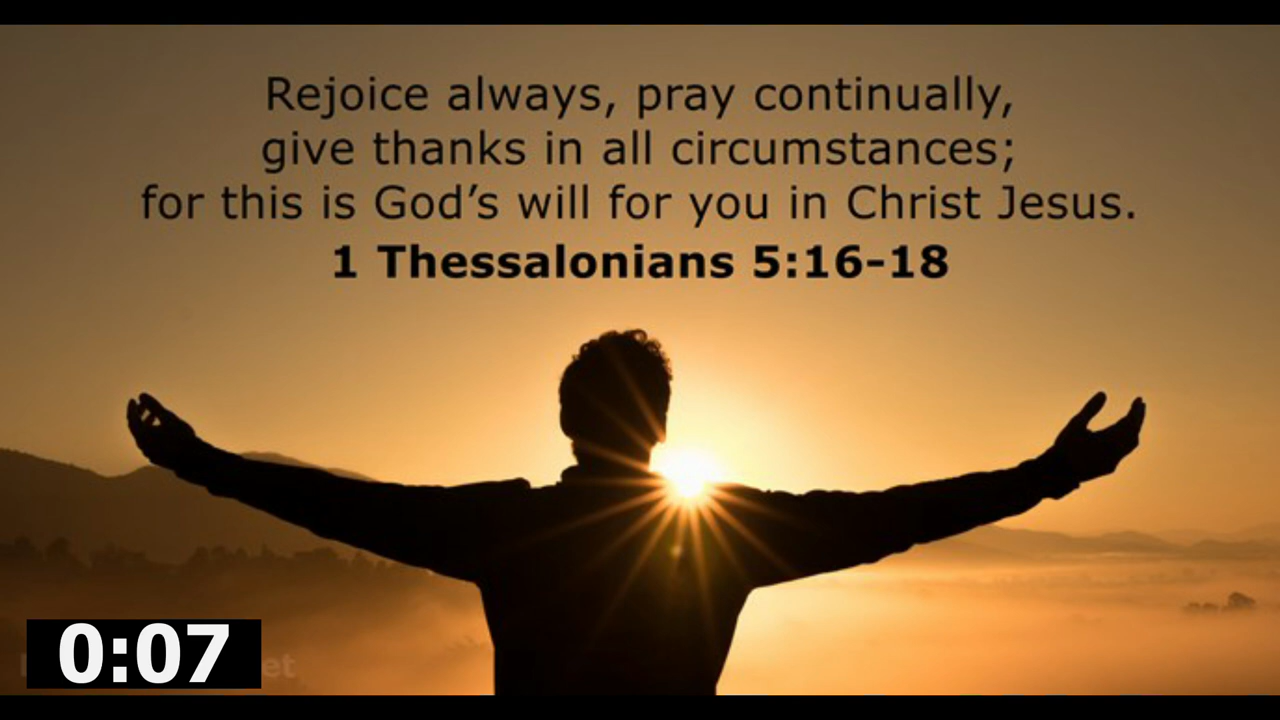 Rejoice always, pray continually,
give thanks in all circumstances;
for this is God’s will for you in Christ Jesus.
1 Thessalonians 5:16-18
0:07